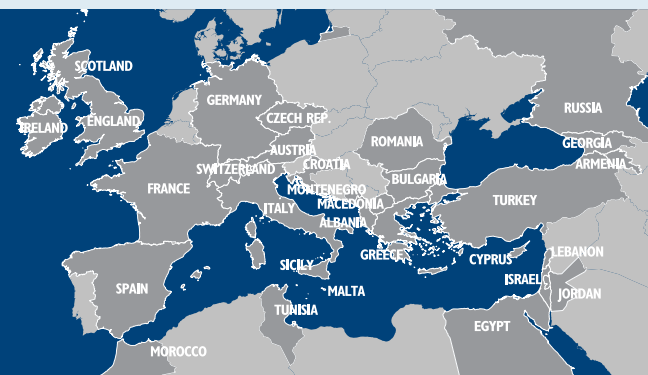 SCOTLAND
IRELAND
ENGLAND
GERMANY
CZECH REP.
RUSSIA
AUSTRIA
ROMANIA
GEORGIA
SWITZERLAND
CROATIA
ARMENIA
FRANCE
MONTENEGRO
BULGARIA
MACEDONIA
TURKEY
ITALY
ALBANIA
GREECE
CYPRUS
LEBANON
SICILY
ISRAEL
SPAIN
MALTA
JORDAN
TUNISIA
EGYPT
MOROCCO